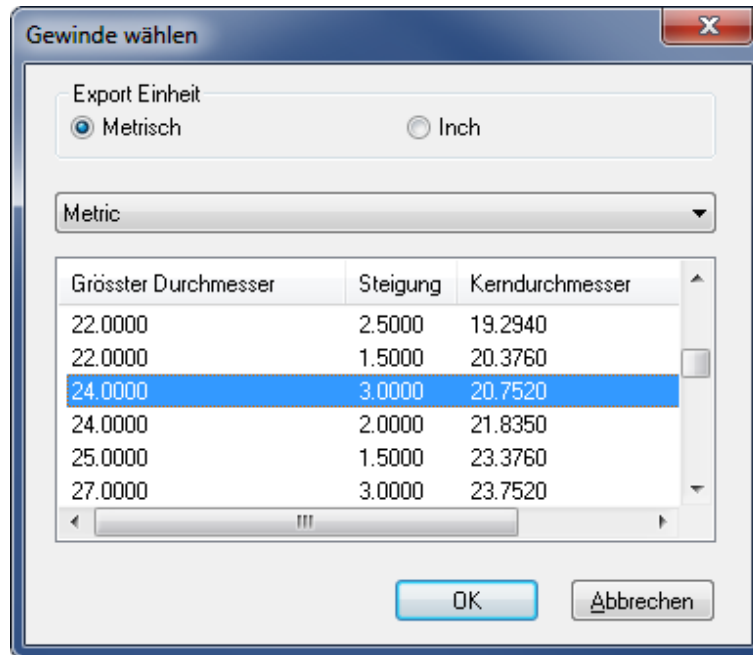 Gewinde wählen
Export Einheit
Metrisch Inch
Metric
Grösster Durchmesser Steigung Kerndurchmesser
22.0000 2.5000 19.2940
22.0000 1.5000 20.3760
24.0000 3.0000 20.7520
24.0000 2.0000 21.8350
25.0000 1.5000 23.3760
27.0000 3.0000 23.7520
OK Abbrechen